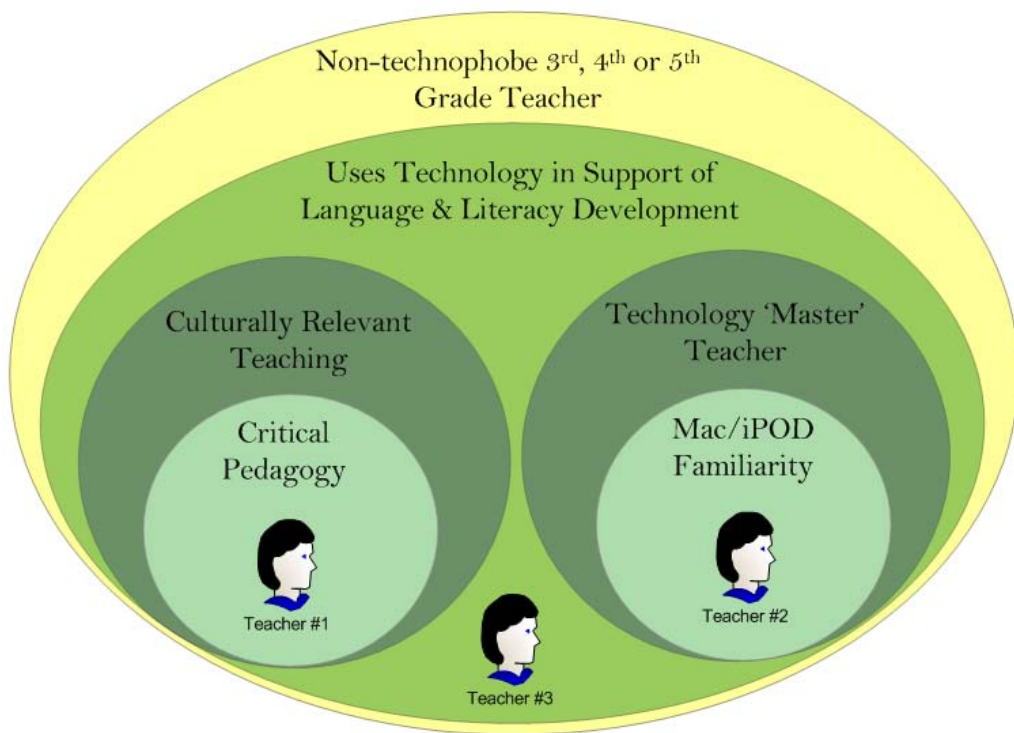 Non-technophobe 3rd, 4th or 5th
Grade Teacher
Uses Technology in Support of
Language & Literacy Development
Culturally Relevant
Teaching
Technology ‘Master’
Teacher
Critical
Pedagogy
Mac/iPOD
Familiarity
Teacher #1
Teacher #2
Teacher #3